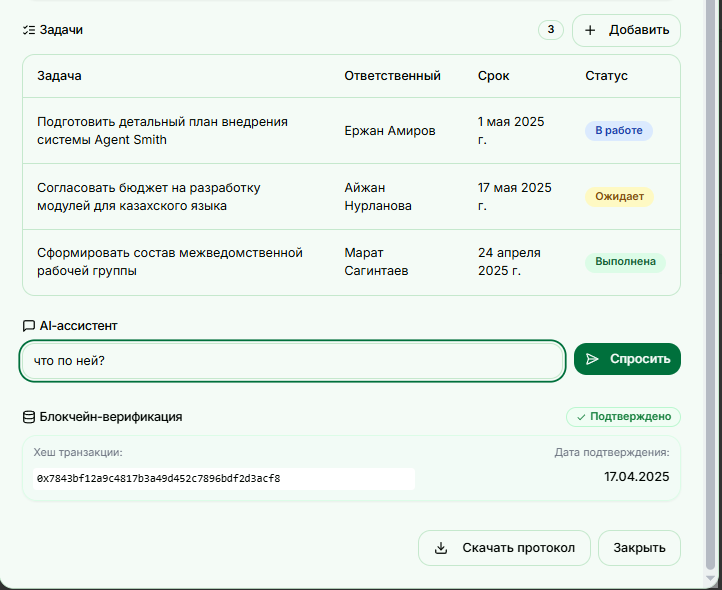 Задачи
3
+ Добавить
Задача Ответственный Срок Статус
Подготовить детальный план внедрения
системы Agent Smith
Ержан Амиров
1 мая 2025
г.
В работе
Согласовать бюджет на разработку
модулей для казахского языка
Айжан
Нурланова
17 мая 2025
г.
Ожидает
Сформировать состав межведомственной
рабочей группы
Марат
Сагинтаев
24 апреля
2025 г.
Выполнена
AI-ассистент
что по ней?
Спросить
Блокчейн-верификация
Подтверждено
Хеш транзакции:
0x7843bf12a9c4817b3a49d452c7896bdf2d3acf8
Дата подтверждения:
17.04.2025
Скачать протокол
Закрыть